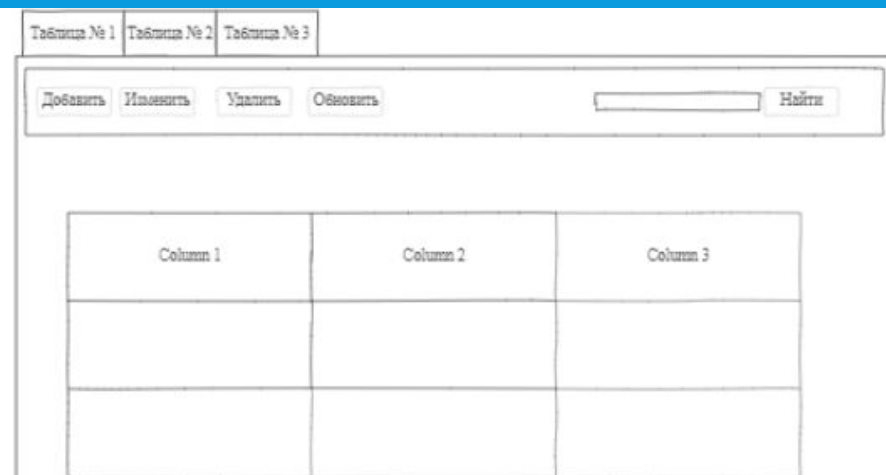 Таблица № 1 Таблица № 2 Таблица № 3
Добавить Изменить Удалить Обновить Найти
Column 1 Column 2 Column 3